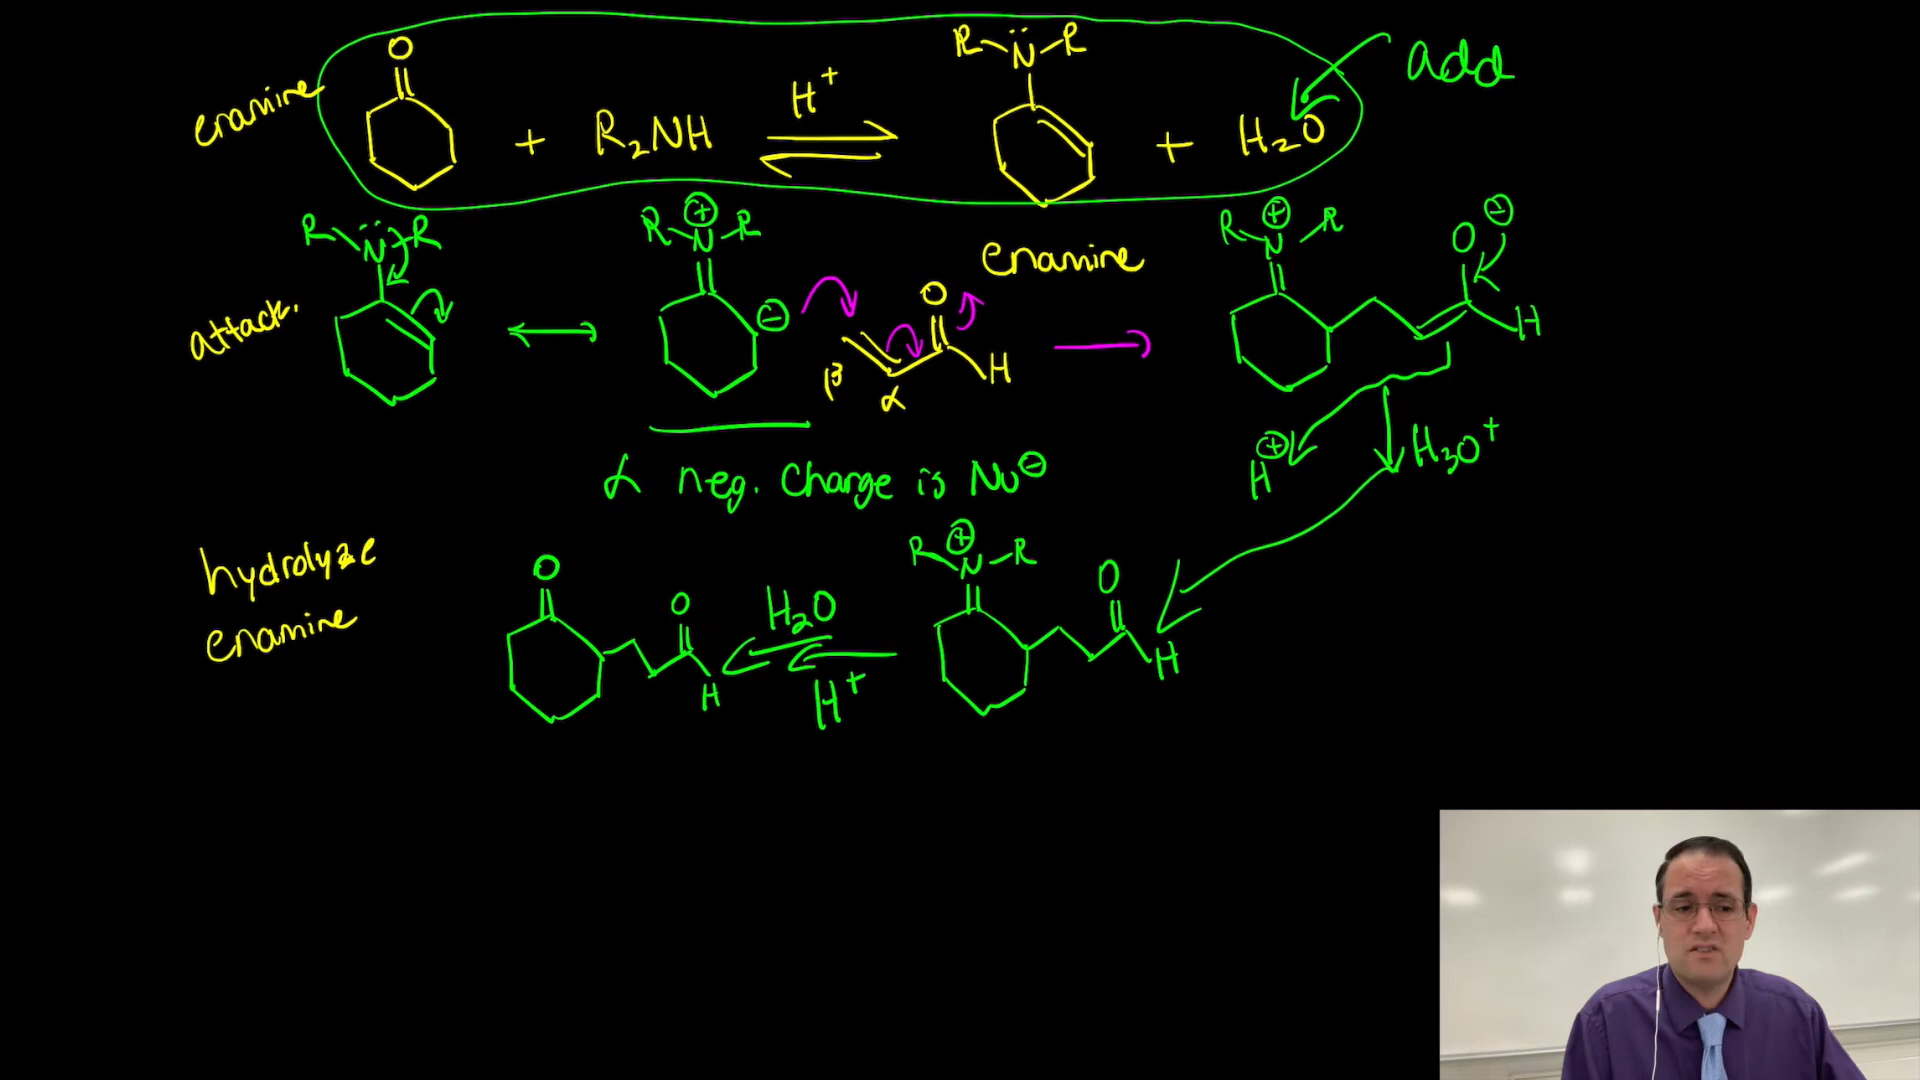 enamine
O
+ R₂NH H⁺
R N̈ R
+ H₂O
add
attack.
R N̈ R
R N⊕ R
⊖
enamine
O
β α H
R N⊕ R
O ⊖
H
H⊕
H₃O⁺
α neg. charge is Nu⊖
hydrolyze
enamine
O
O
H
H₂O
H⁺
R N⊕ R
O
H